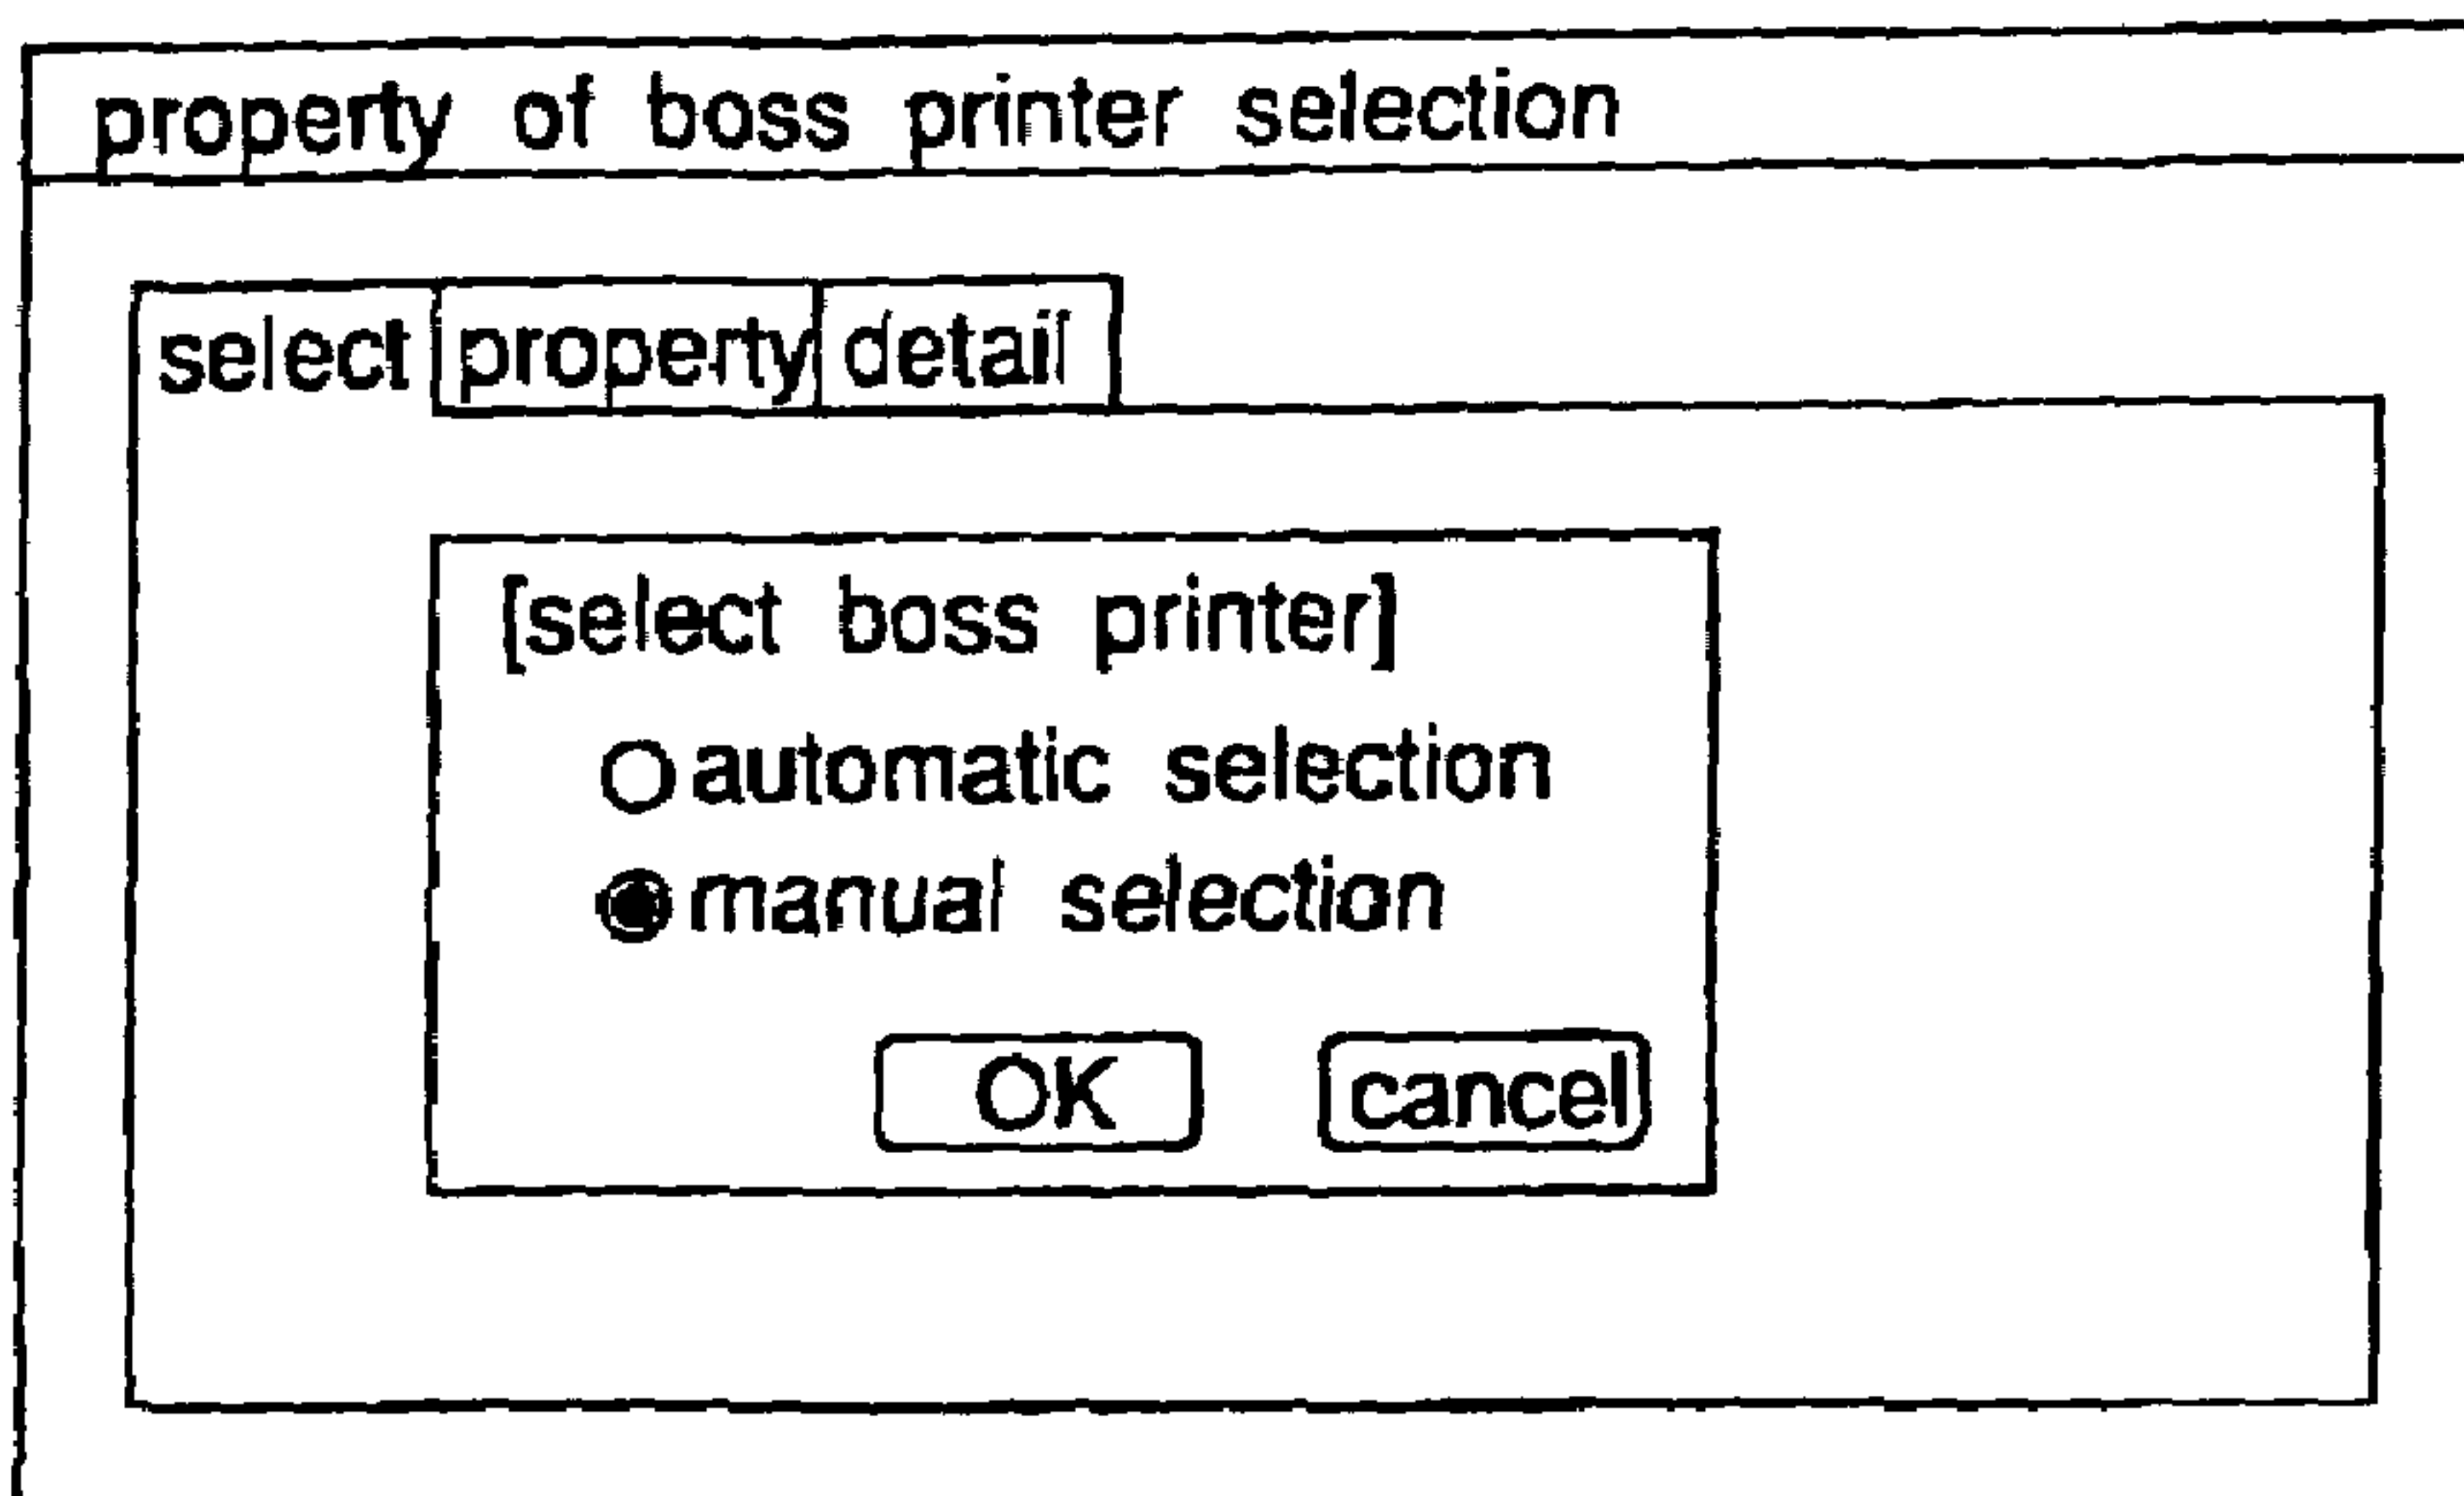 property of boss printer selection
select property detail
[select boss printer]
automatic selection
manual selection
OK cancel